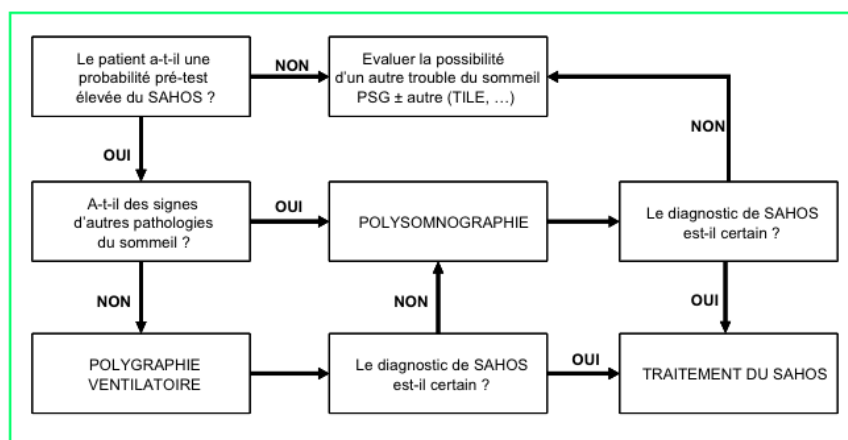 Le patient a-t-il une
probabilité pré-test
élevée du SAHOS ?
NON
Evaluer la possibilité
d'un autre trouble du sommeil
PSG ± autre (TILE, …)
NON
OUI
A-t-il des signes
d'autres pathologies
du sommeil ?
OUI
POLYSOMNOGRAPHIE
Le diagnostic de SAHOS
est-il certain ?
NON
NON
OUI
POLYGRAPHIE
VENTILATOIRE
Le diagnostic de SAHOS
est-il certain ?
OUI
TRAITEMENT DU SAHOS